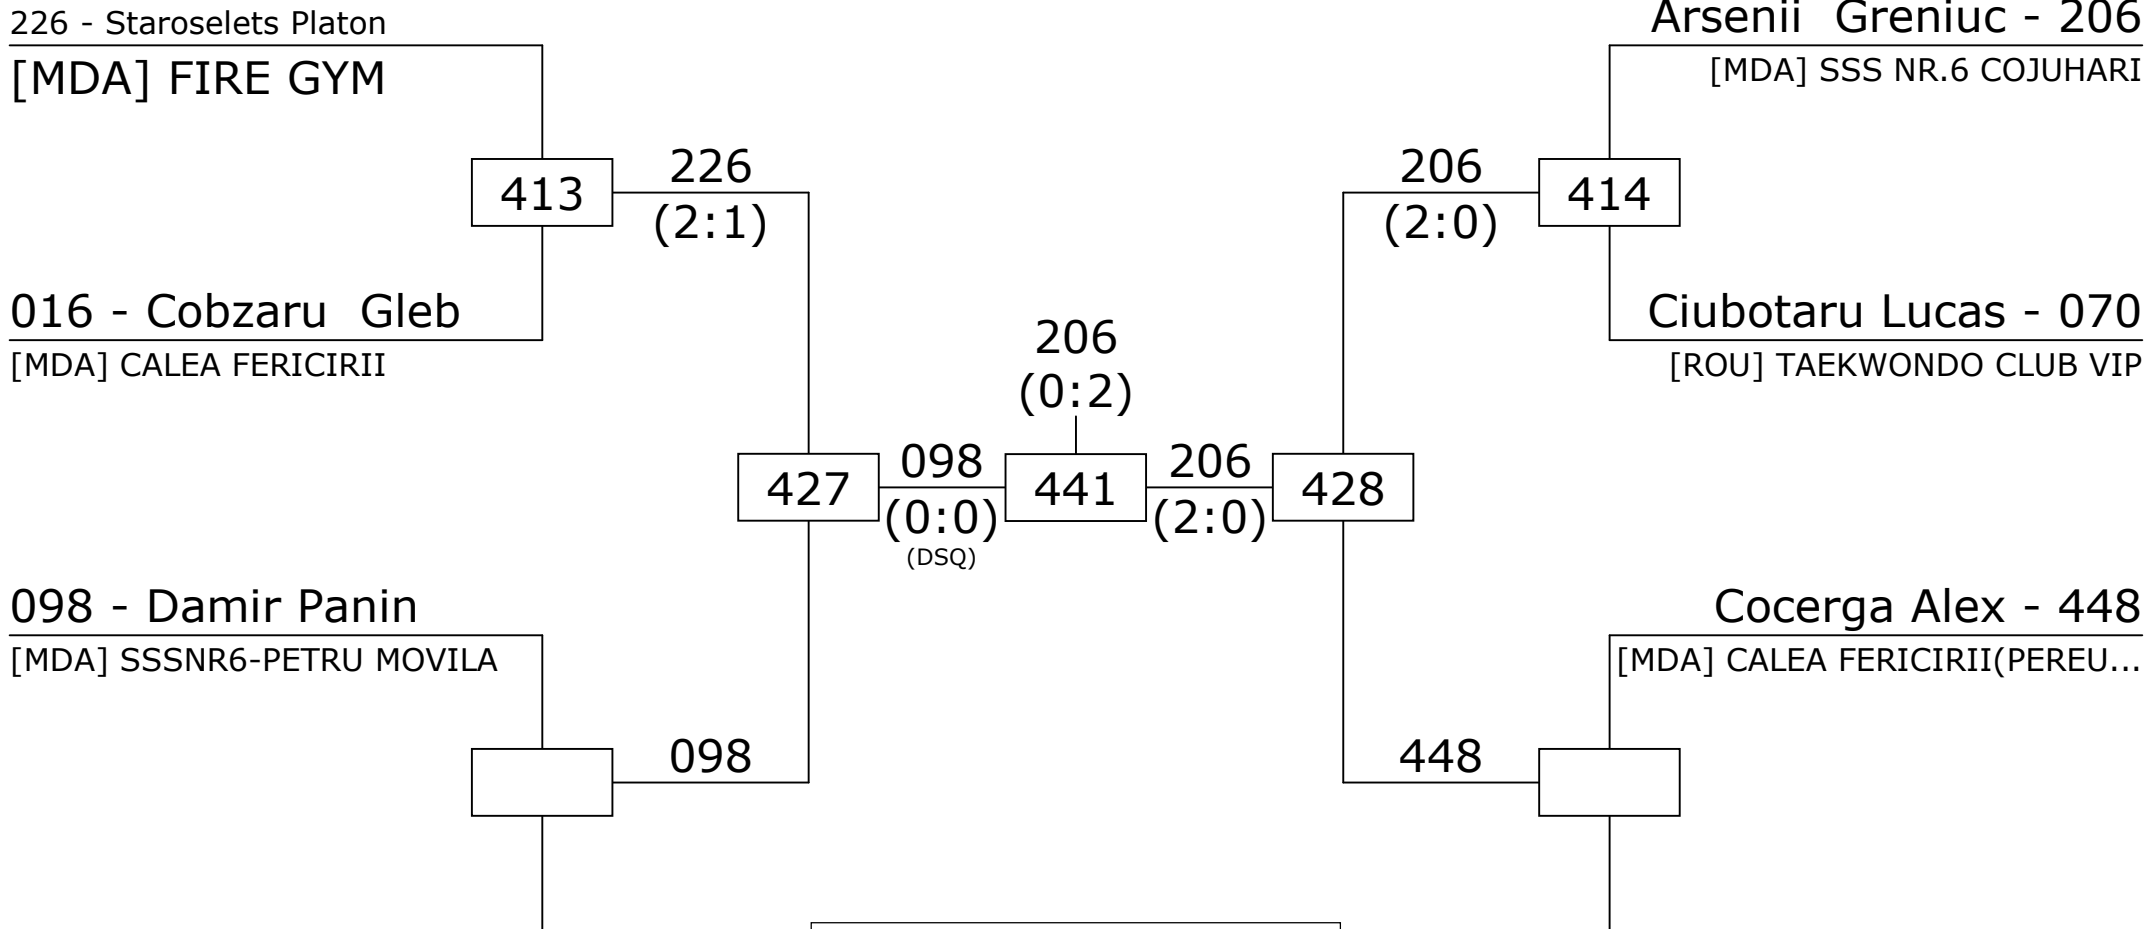 226 - Staroselets Platon
[MDA] FIRE GYM
Arsenii  Greniuc - 206
[MDA] SSS NR.6 COJUHARI
413
226
(2:1)
206
(2:0)
414
016 - Cobzaru  Gleb
[MDA] CALEA FERICIRII
Ciubotaru Lucas - 070
[ROU] TAEKWONDO CLUB VIP
206
(0:2)
427
098
(0:0)
(DSQ)
441
206
(2:0)
428
098 - Damir Panin
[MDA] SSSNR6-PETRU MOVILA
Cocerga Alex - 448
[MDA] CALEA FERICIRII(PEREU...
098
448